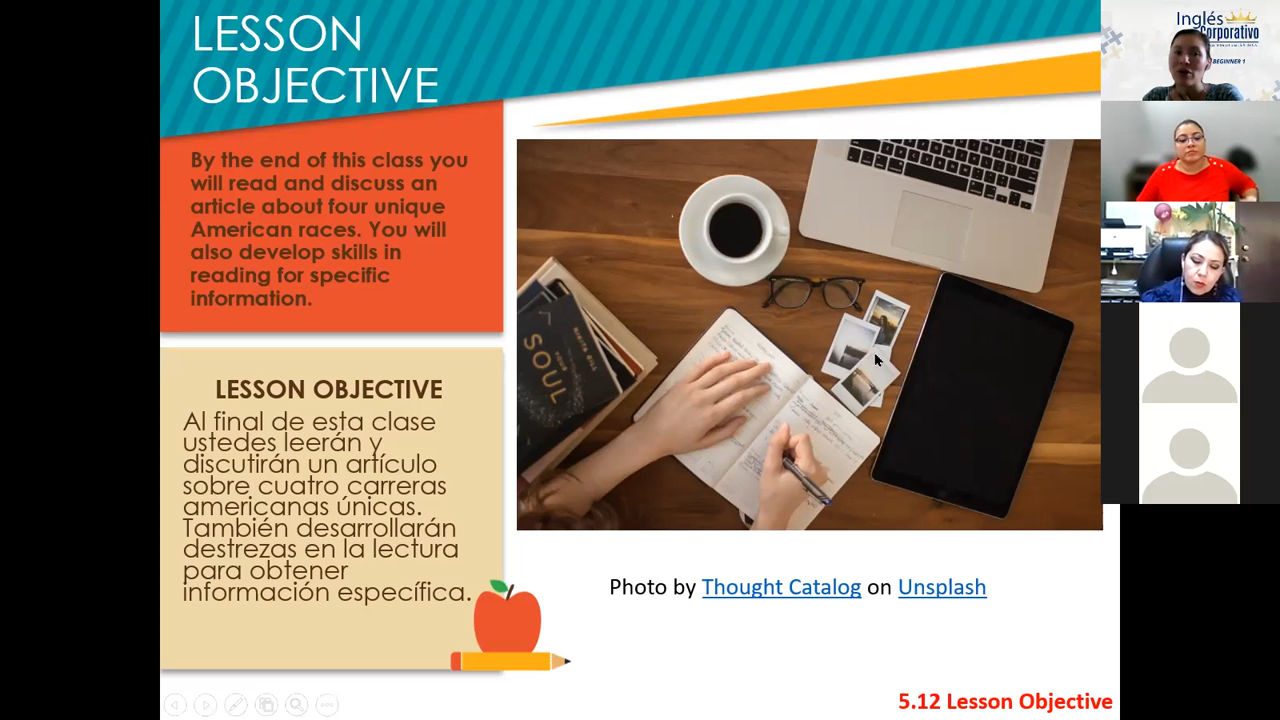 LESSON
OBJECTIVE
By the end of this class you
will read and discuss an
article about four unique
American races. You will
also develop skills in
reading for specific
information.
LESSON OBJECTIVE
Al final de esta clase
ustedes leerán y
discutirán un artículo
sobre cuatro carreras
americanas únicas.
También desarrollarán
destrezas en la lectura
para obtener
información específica.
YOUR
SOUL
Photo by Thought Catalog on Unsplash
5.12 Lesson Objective
Inglés
Corporativo
BEGINNER 1